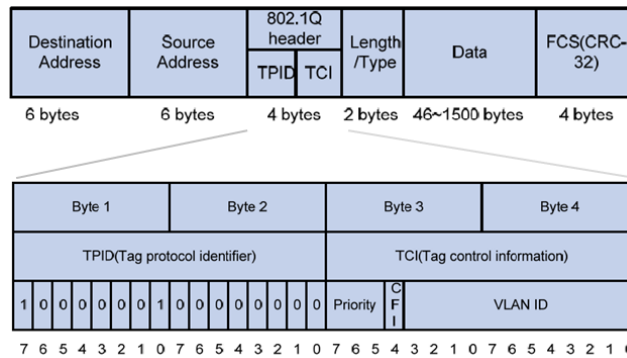 Destination Address
Source Address
802.1Q header
TPID
TCI
Length /Type
Data
FCS(CRC-32)
6 bytes
6 bytes
4 bytes
2 bytes
46~1500 bytes
4 bytes
Byte 1
Byte 2
Byte 3
Byte 4
TPID(Tag protocol identifier)
TCI(Tag control information)
1 0 0 0 0 0 0 1 0 0 0 0 0 0 0 0
Priority
CFI
VLAN ID
7 6 5 4 3 2 1 0 7 6 5 4 3 2 1 0 7 6 5 4 3 2 1 0 7 6 5 4 3 2 1 0